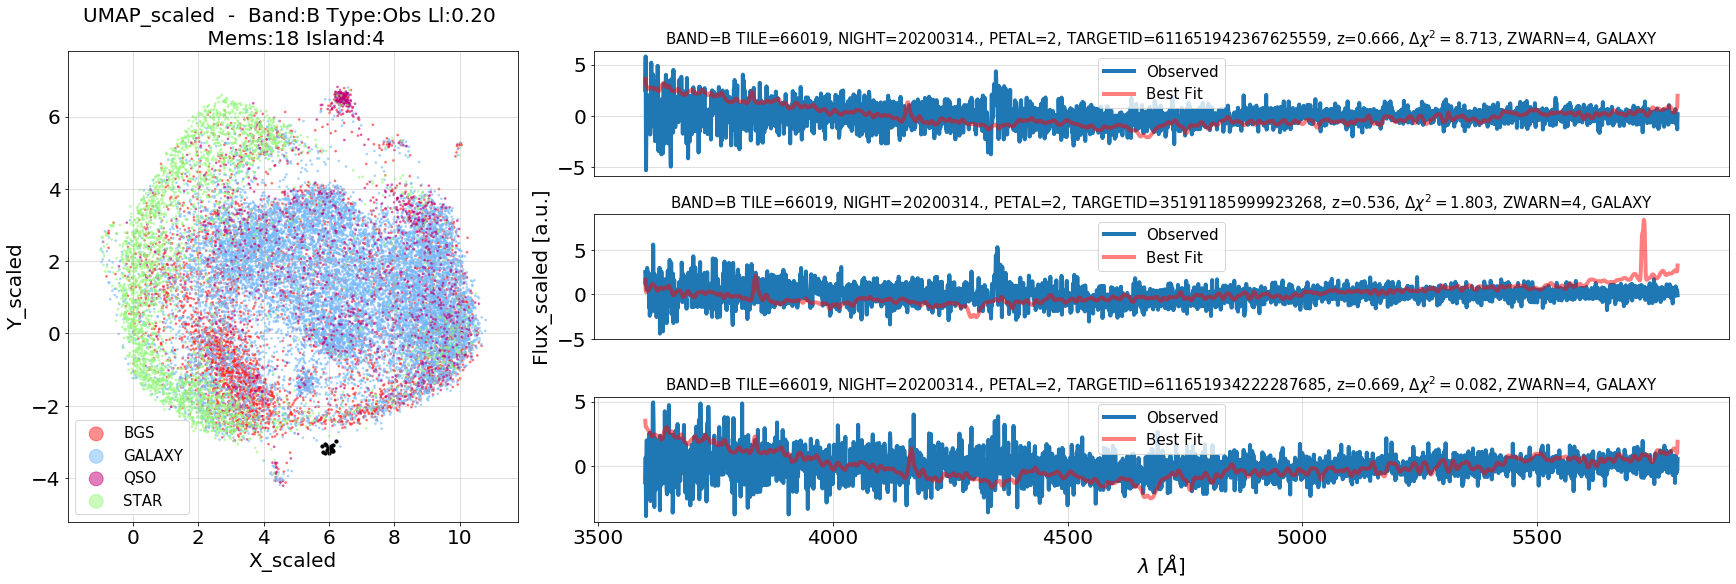 UMAP_scaled - Band:B Type:Obs Ll:0.20
Mems:18 Island:4
6
4
2
0
−2
−4
Y_scaled
BGS
GALAXY
QSO
STAR
0 2 4 6 8 10
X_scaled
BAND=B TILE=66019, NIGHT=20200314., PETAL=2, TARGETID=611651942367625559, z=0.666, Δχ² = 8.713, ZWARN=4, GALAXY
5
0
−5
Observed
Best Fit
BAND=B TILE=66019, NIGHT=20200314., PETAL=2, TARGETID=35191185999923268, z=0.536, Δχ² = 1.803, ZWARN=4, GALAXY
5
0
−5
Flux_scaled [a.u.]
Observed
Best Fit
BAND=B TILE=66019, NIGHT=20200314., PETAL=2, TARGETID=611651934222287685, z=0.669, Δχ² = 0.082, ZWARN=4, GALAXY
5
0
Observed
Best Fit
3500 4000 4500 5000 5500
λ [Å]